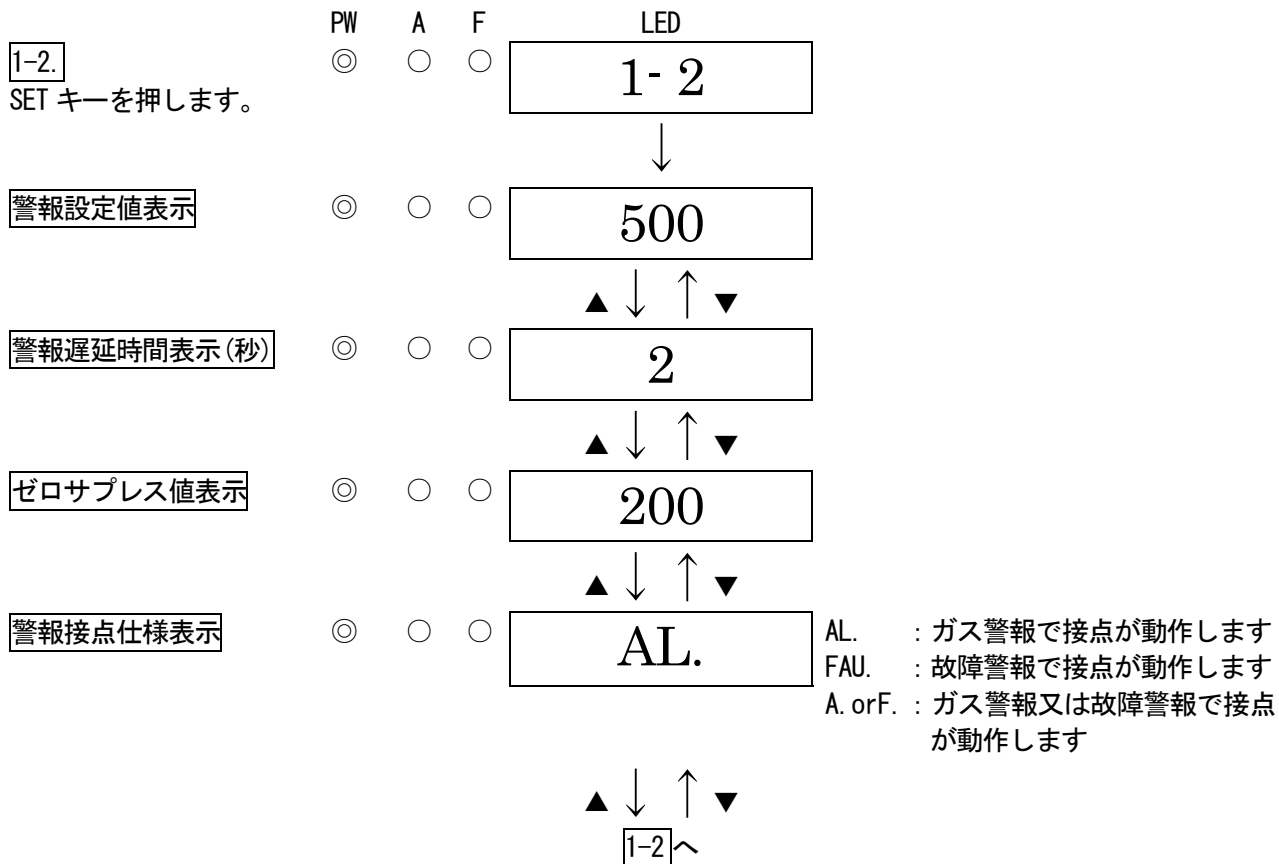 PW A F LED
1-2. ◎ ○ ○ 1- 2
SET キーを押します。
↓
警報設定値表示 ◎ ○ ○ 500
▲ ↓ ↑ ▼
警報遅延時間表示(秒) ◎ ○ ○ 2
▲ ↓ ↑ ▼
ゼロサプレス値表示 ◎ ○ ○ 200
▲ ↓ ↑ ▼
警報接点仕様表示 ◎ ○ ○ AL.
AL. :ガス警報で接点が動作します
FAU. :故障警報で接点が動作します
A.orF. :ガス警報又は故障警報で接点
が動作します
▲ ↓ ↑ ▼
1-2へ